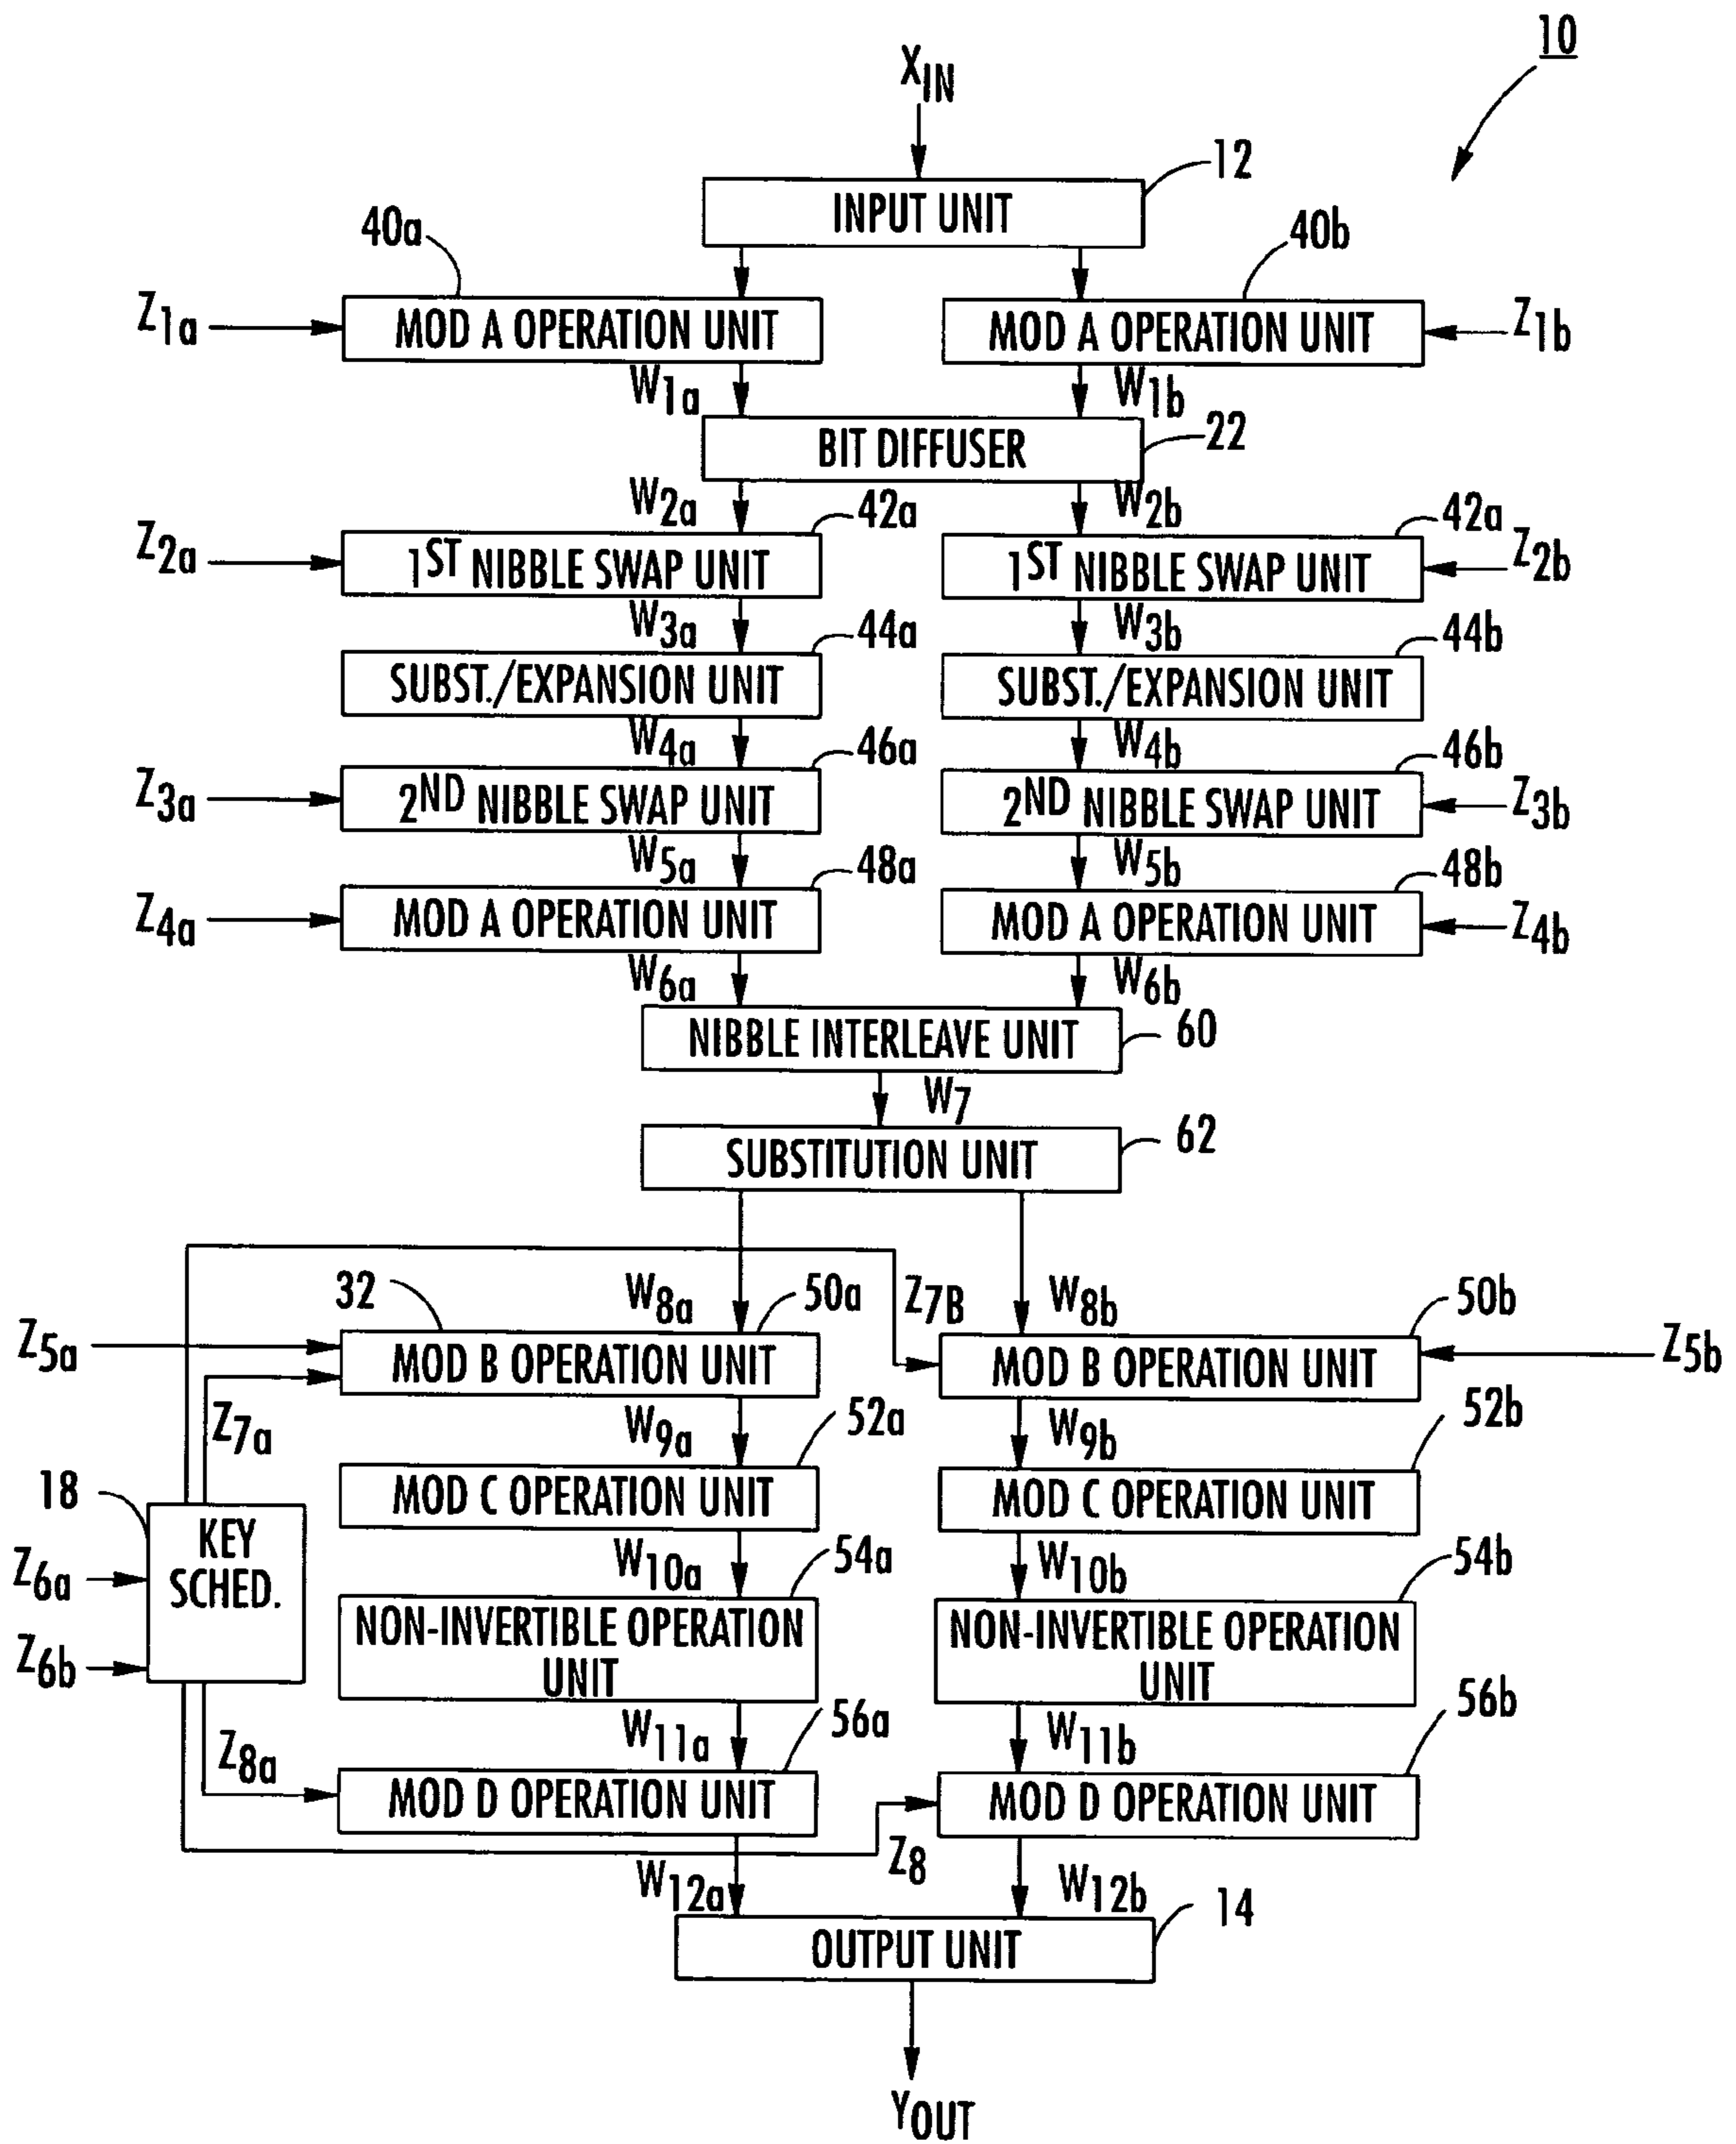 10
XIN
12
INPUT UNIT
40a
40b
Z1a
MOD A OPERATION UNIT
MOD A OPERATION UNIT
Z1b
W1a
W1b
BIT DIFFUSER
22
W2a
W2b
42a
42a
Z2a
1ST NIBBLE SWAP UNIT
1ST NIBBLE SWAP UNIT
Z2b
W3a
W3b
44a
44b
SUBST./EXPANSION UNIT
SUBST./EXPANSION UNIT
W4a
W4b
46a
46b
Z3a
2ND NIBBLE SWAP UNIT
2ND NIBBLE SWAP UNIT
Z3b
W5a
W5b
48a
48b
Z4a
MOD A OPERATION UNIT
MOD A OPERATION UNIT
Z4b
W6a
W6b
NIBBLE INTERLEAVE UNIT
60
W7
SUBSTITUTION UNIT
62
32
W8a
50a
Z7B
W8b
50b
Z5a
MOD B OPERATION UNIT
MOD B OPERATION UNIT
Z5b
Z7a
W9a
52a
W9b
52b
18
MOD C OPERATION UNIT
MOD C OPERATION UNIT
KEY
SCHED.
Z6a
Z6b
W10a
54a
W10b
54b
NON-INVERTIBLE OPERATION
UNIT
NON-INVERTIBLE OPERATION
UNIT
Z8a
W11a
56a
W11b
56b
MOD D OPERATION UNIT
MOD D OPERATION UNIT
Z8
W12a
W12b
14
OUTPUT UNIT
YOUT